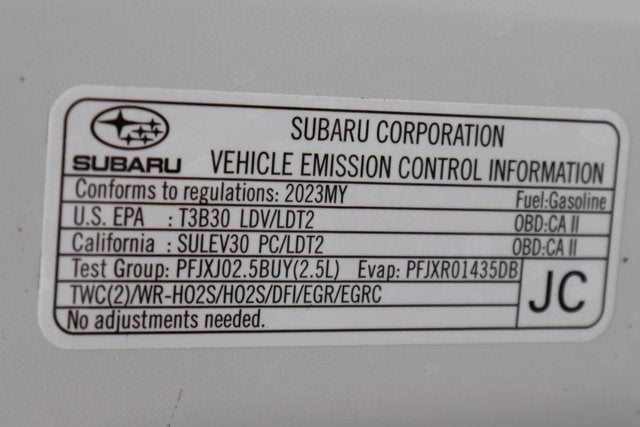 SUBARU CORPORATION
SUBARU VEHICLE EMISSION CONTROL INFORMATION
Conforms to regulations: 2023MY Fuel:Gasoline
U.S. EPA : T3B30 LDV/LDT2 OBD:CA II
California : SULEV30 PC/LDT2 OBD:CA II
Test Group: PFJXJ02.5BUY(2.5L) Evap: PFJXR01435DB
TWC(2)/WR-HO2S/HO2S/DFI/EGR/EGRC JC
No adjustments needed.